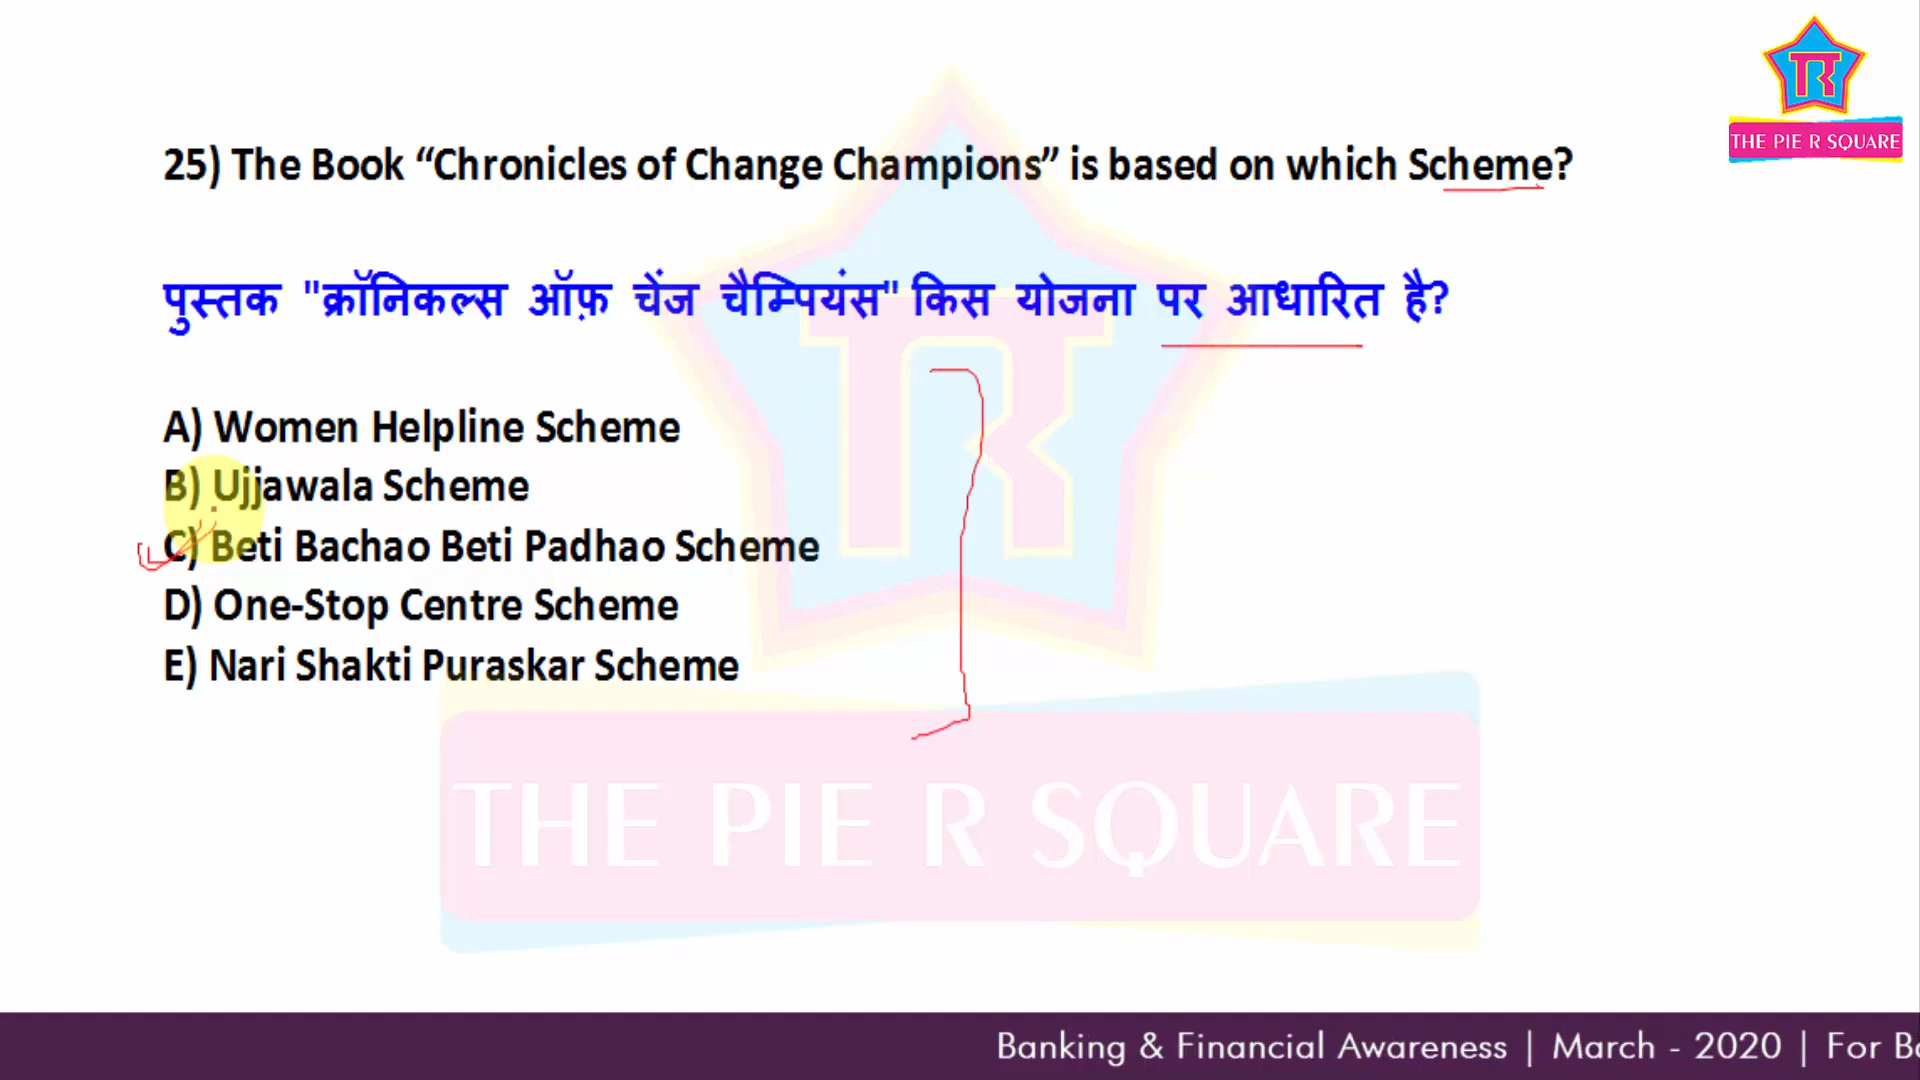 THE PIE R SQUARE
25) The Book “Chronicles of Change Champions” is based on which Scheme?
पुस्तक "क्रॉनिकल्स ऑफ़ चेंज चैम्पियंस" किस योजना पर आधारित है?
A) Women Helpline Scheme
B) Ujjawala Scheme
C) Beti Bachao Beti Padhao Scheme
D) One-Stop Centre Scheme
E) Nari Shakti Puraskar Scheme
THE PIE R SQUARE
Banking & Financial Awareness | March - 2020 | For Ba